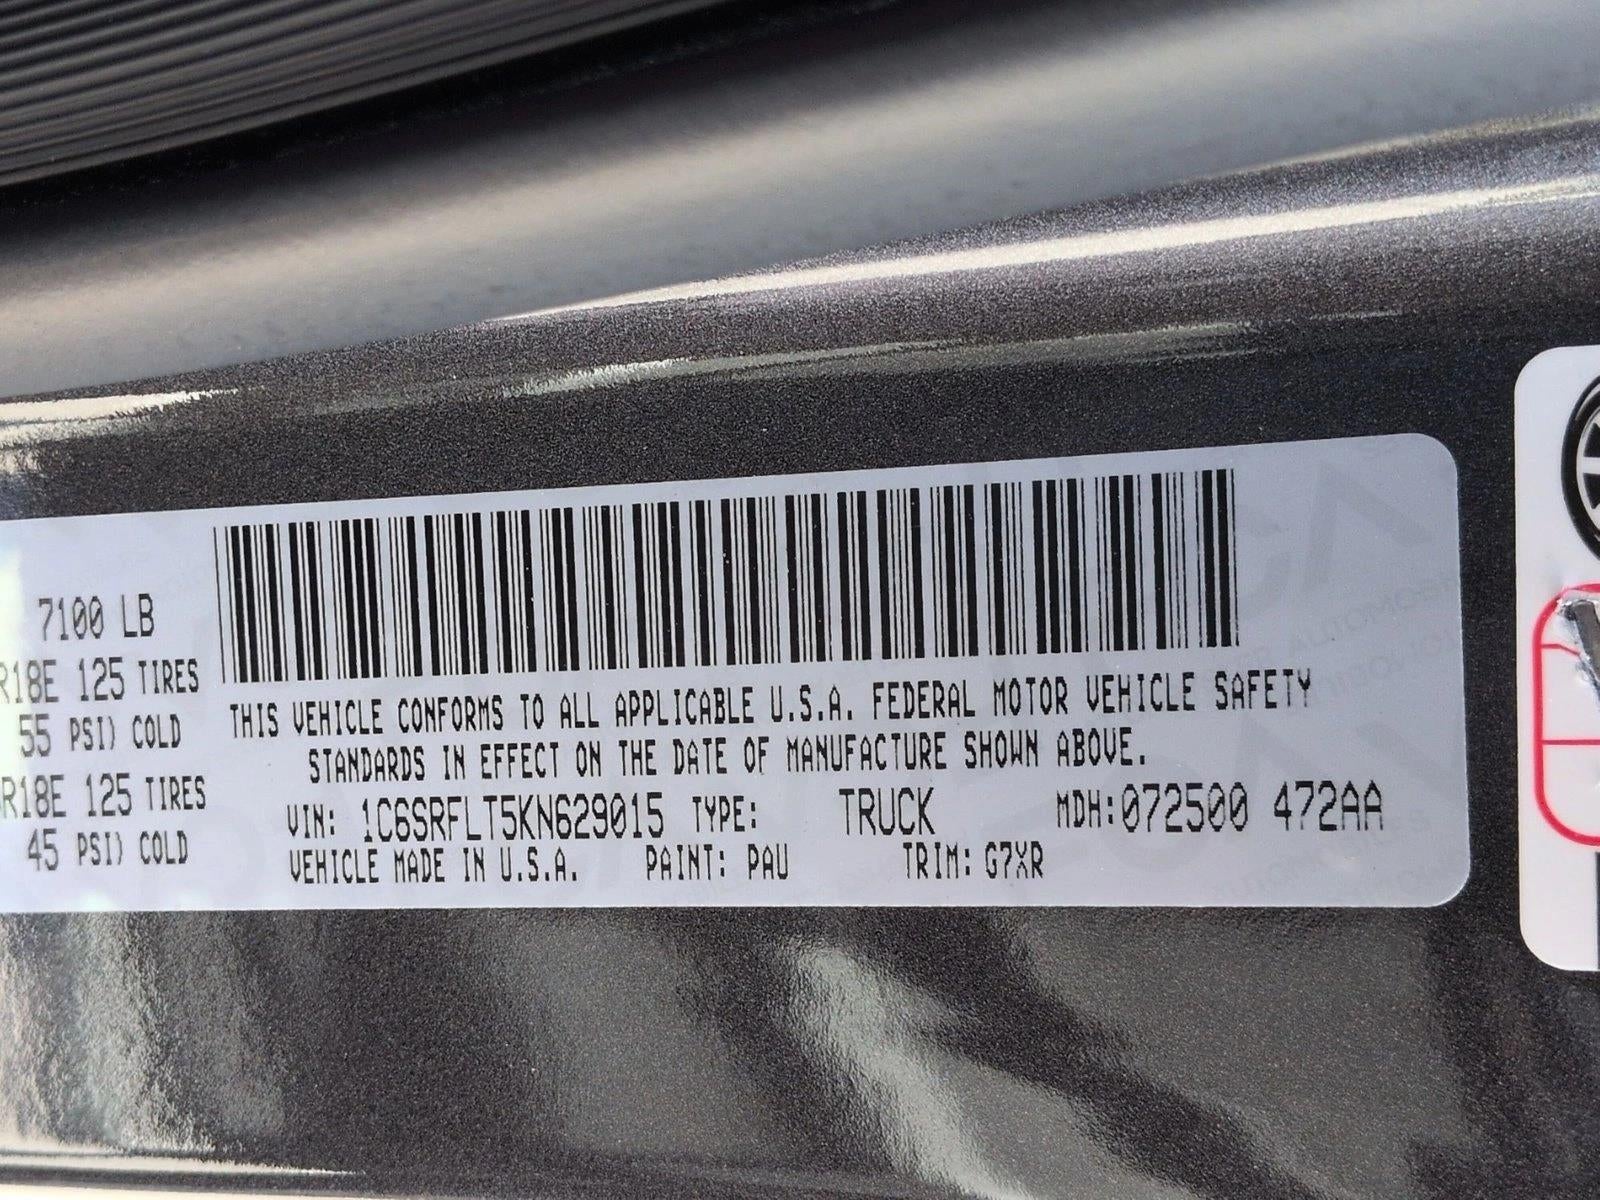 7100 LB
R18E 125 TIRES
55 PSI) COLD
R18E 125 TIRES
45 PSI) COLD
THIS VEHICLE CONFORMS TO ALL APPLICABLE U.S.A. FEDERAL MOTOR VEHICLE SAFETY
STANDARDS IN EFFECT ON THE DATE OF MANUFACTURE SHOWN ABOVE.
VIN: 1C6SRFLT5KN629015 TYPE: TRUCK MDH:072500 472AA
VEHICLE MADE IN U.S.A. PAINT: PAU TRIM: G7XR